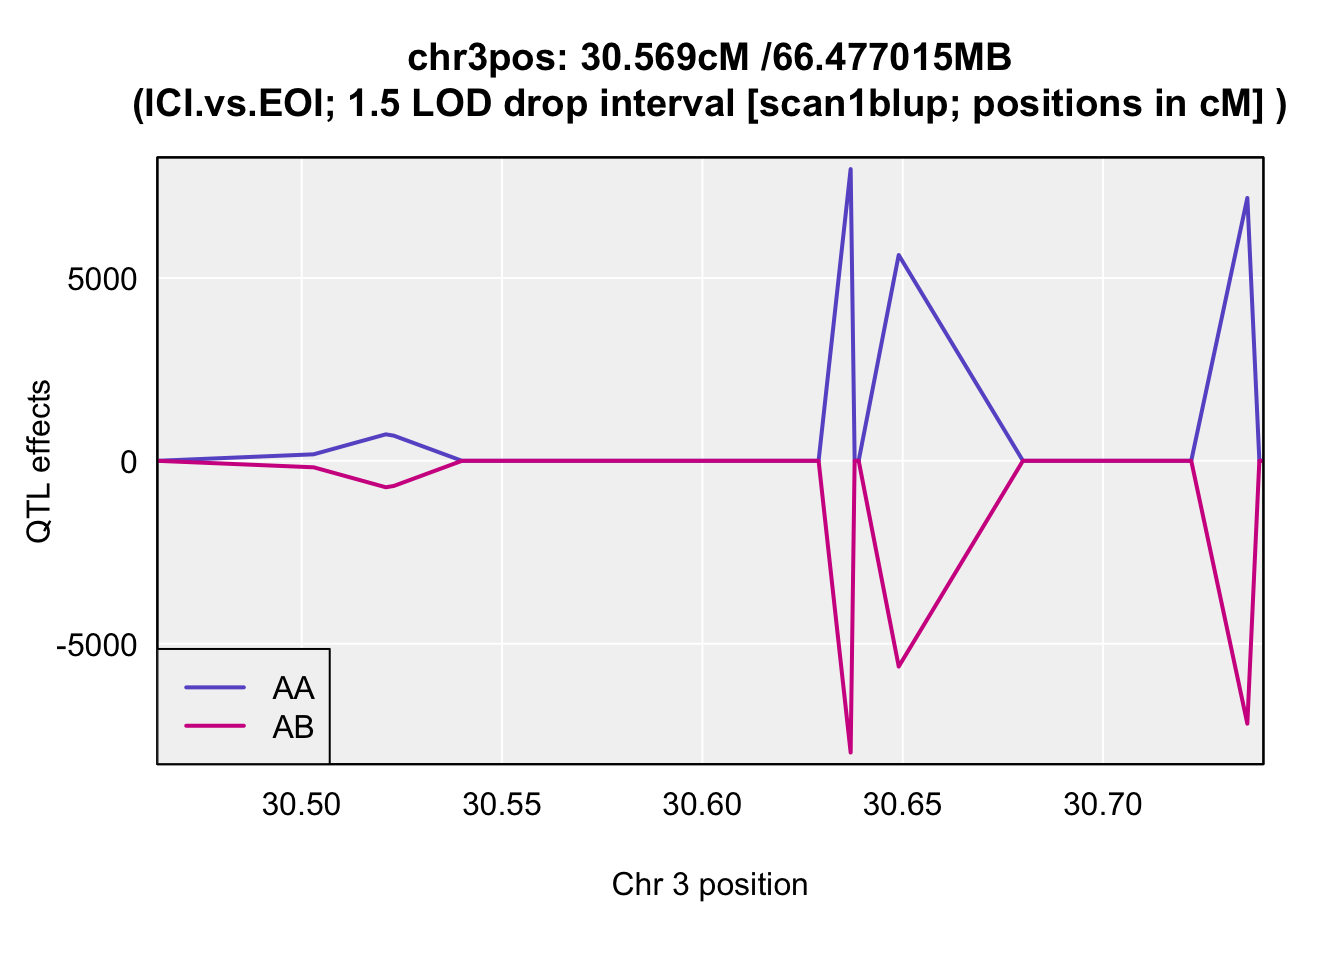 chr3pos: 30.569cM /66.477015MB
(ICI.vs.EOI; 1.5 LOD drop interval [scan1blup; positions in cM] )
QTL effects
5000
0
-5000
AA
AB
30.50 30.55 30.60 30.65 30.70
Chr 3 position